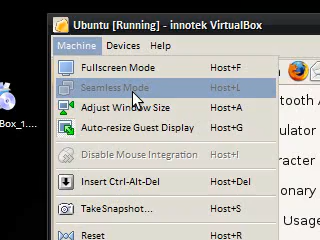 Ubuntu [Running] - innotek VirtualBox
Machine Devices Help
Fullscreen Mode Host+F
Seamless Mode Host+L
Adjust Window Size Host+A
Auto-resize Guest Display Host+G
Disable Mouse Integration Host+I
Insert Ctrl-Alt-Del Host+Del
Take Snapshot... Host+S
Reset Host+R
Box_1....
tooth A
ulator
racter
onary
Usage